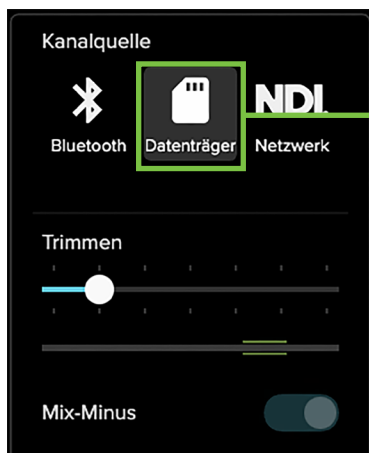 Kanalquelle
NDI.
Bluetooth Datenträger Netzwerk
Trimmen
Mix-Minus